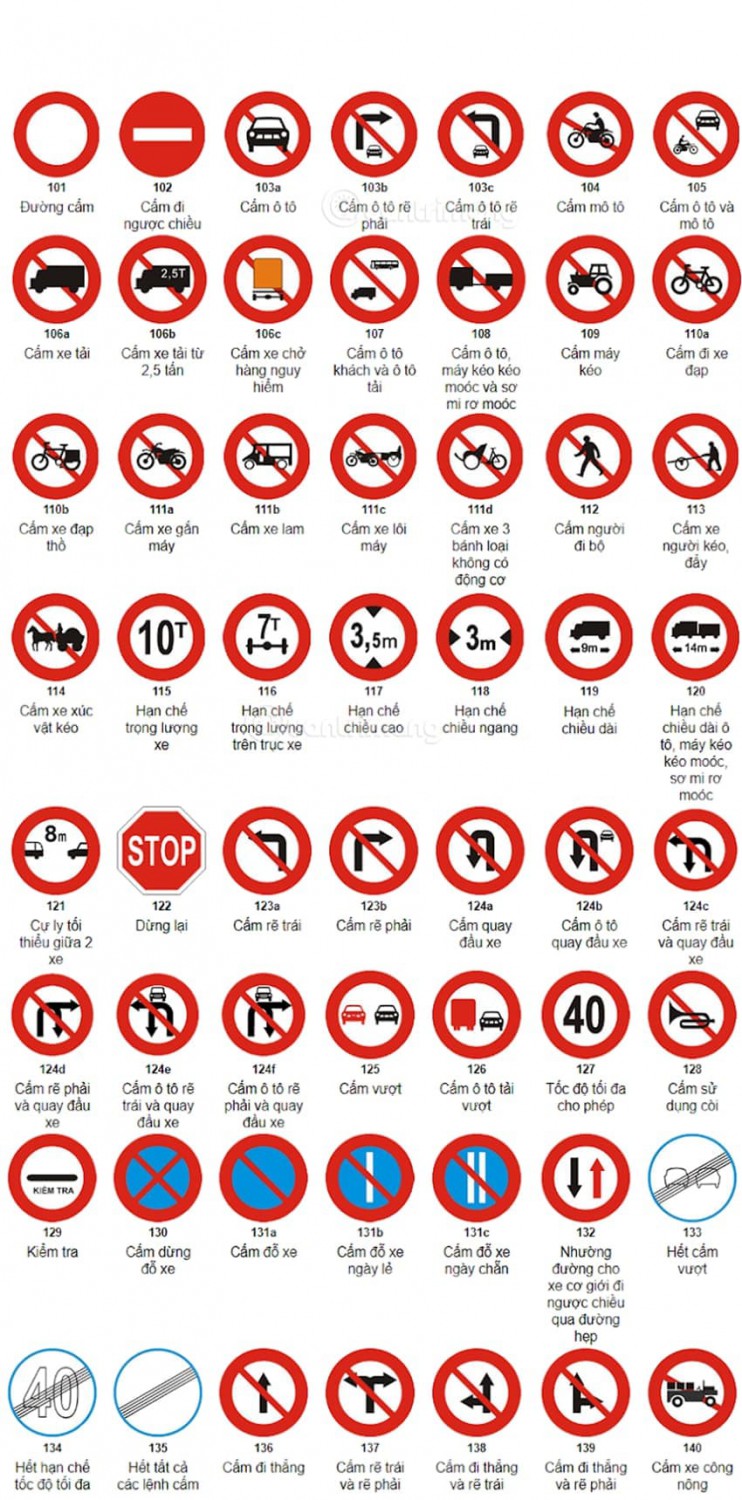 101
Đường cấm
102
Cấm đi
ngược chiều
103a
Cấm ô tô
103b
Cấm ô tô rẽ
phải
103c
Cấm ô tô rẽ
trái
104
Cấm mô tô
105
Cấm ô tô và
mô tô
106a
Cấm xe tải
2,5T
106b
Cấm xe tải từ
2,5 tấn
106c
Cấm xe chở
hàng nguy
hiểm
107
Cấm ô tô
khách và ô tô
tải
108
Cấm ô tô,
máy kéo kéo
moóc và sơ
mi rơ moóc
109
Cấm máy
kéo
110a
Cấm đi xe
đạp
110b
Cấm xe đạp
thồ
111a
Cấm xe gắn
máy
111b
Cấm xe lam
111c
Cấm xe lôi
máy
111d
Cấm xe 3
bánh loại
không có
động cơ
112
Cấm người
đi bộ
113
Cấm xe
người kéo,
đẩy
114
Cấm xe xúc
vật kéo
10T
115
Hạn chế
trọng lượng
xe
7T
116
Hạn chế
trọng lượng
trên trục xe
3,5m
117
Hạn chế
chiều cao
3m
118
Hạn chế
chiều ngang
9m
119
Hạn chế
chiều dài
14m
120
Hạn chế
chiều dài ô
tô, máy kéo
kéo moóc,
sơ mi rơ
moóc
8m
121
Cự ly tối
thiểu giữa 2
xe
STOP
122
Dừng lại
123a
Cấm rẽ trái
123b
Cấm rẽ phải
124a
Cấm quay
đầu xe
124b
Cấm ô tô
quay đầu xe
124c
Cấm rẽ trái
và quay đầu
xe
124d
Cấm rẽ phải
và quay đầu
xe
124e
Cấm ô tô rẽ
trái và quay
đầu xe
124f
Cấm ô tô rẽ
phải và quay
đầu xe
125
Cấm vượt
126
Cấm ô tô tải
vượt
40
127
Tốc độ tối đa
cho phép
128
Cấm sử
dụng còi
KIỂM TRA
129
Kiểm tra
130
Cấm dừng
đỗ xe
131a
Cấm đỗ xe
131b
Cấm đỗ xe
ngày lẻ
131c
Cấm đỗ xe
ngày chẵn
132
Nhường
đường cho
xe cơ giới đi
ngược chiều
qua đường
hẹp
133
Hết cấm
vượt
40
134
Hết hạn chế
tốc độ tối đa
135
Hết tất cả
các lệnh cấm
136
Cấm đi thẳng
137
Cấm rẽ trái
và rẽ phải
138
Cấm đi thẳng
và rẽ trái
139
Cấm đi thẳng
và rẽ phải
140
Cấm xe công
nông